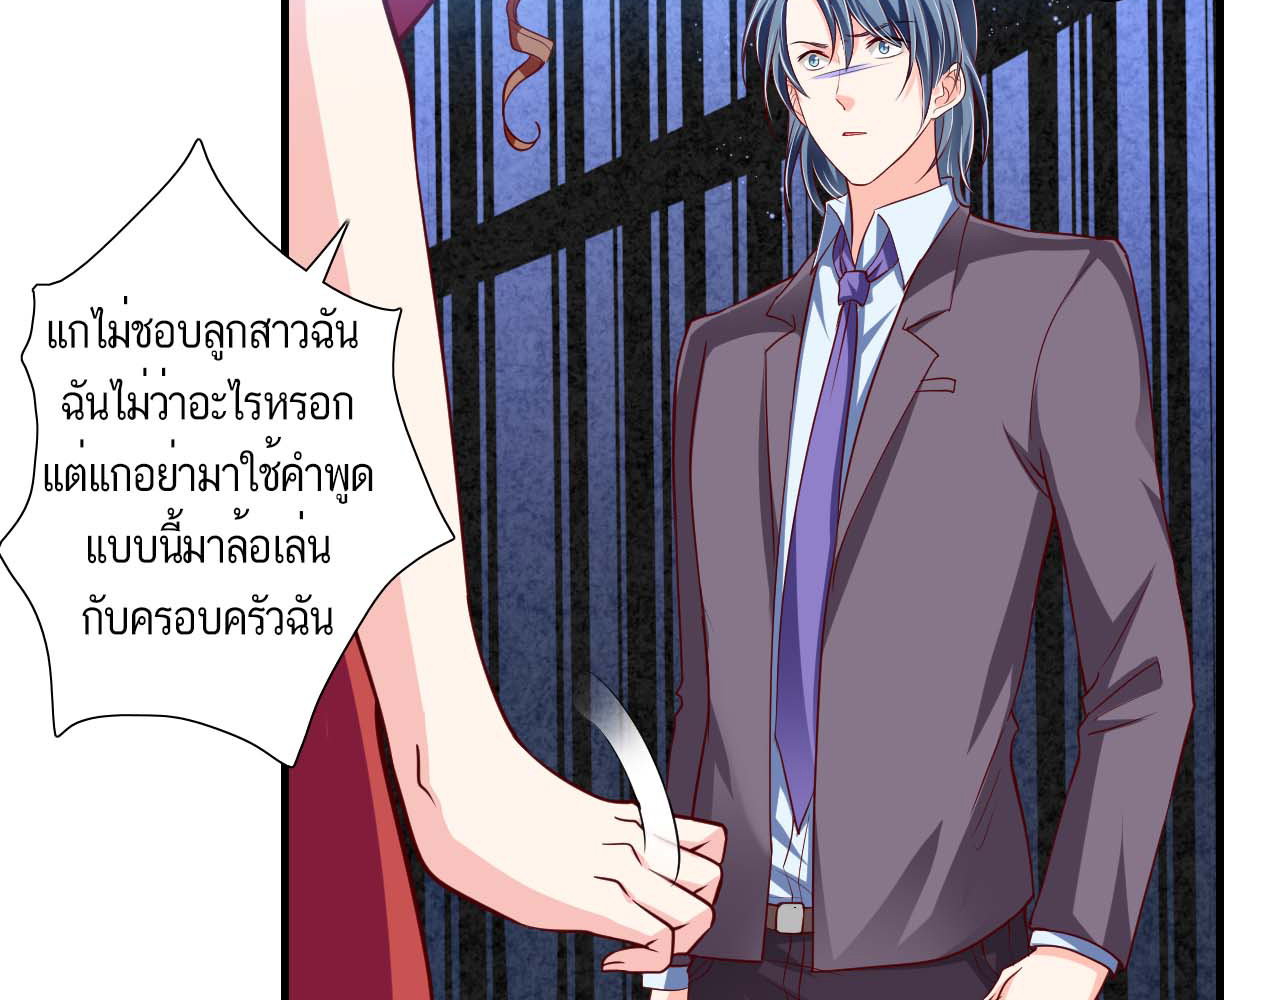 แกไม่ชอบลูกสาวฉัน
ฉันไม่ว่าอะไรหรอก
แต่แกอย่ามาใช้คำพูด
แบบนี้มาล้อเล่น
กับครอบครัวฉัน